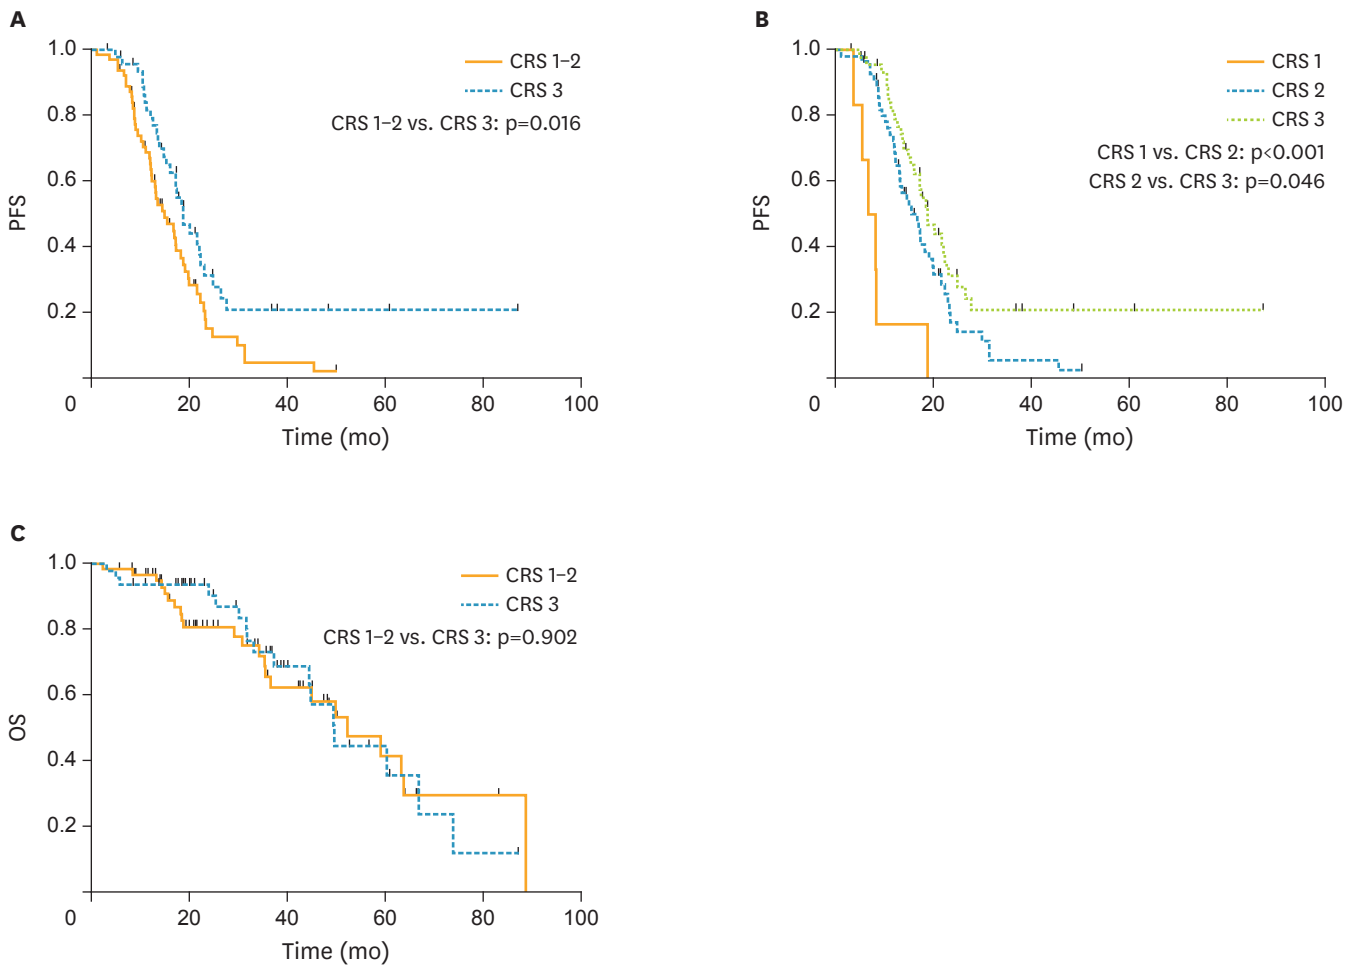 A
1.0
0.8
0.6
0.4
0.2
PFS
CRS 1–2
CRS 3
CRS 1–2 vs. CRS 3: p=0.016
0 20 40 60 80 100
Time (mo)
B
1.0
0.8
0.6
0.4
0.2
PFS
CRS 1
CRS 2
CRS 3
CRS 1 vs. CRS 2: p<0.001
CRS 2 vs. CRS 3: p=0.046
0 20 40 60 80 100
Time (mo)
C
1.0
0.8
0.6
0.4
0.2
OS
CRS 1–2
CRS 3
CRS 1–2 vs. CRS 3: p=0.902
0 20 40 60 80 100
Time (mo)